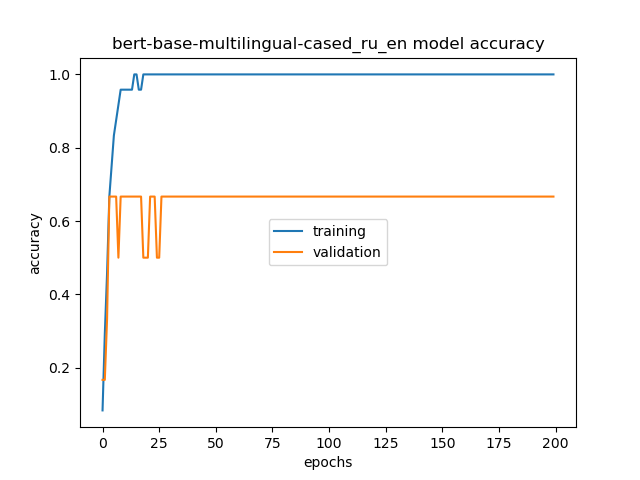 bert-base-multilingual-cased_ru_en model accuracy
1.0
0.8
0.6
0.4
0.2
accuracy
training
validation
0 25 50 75 100 125 150 175 200
epochs